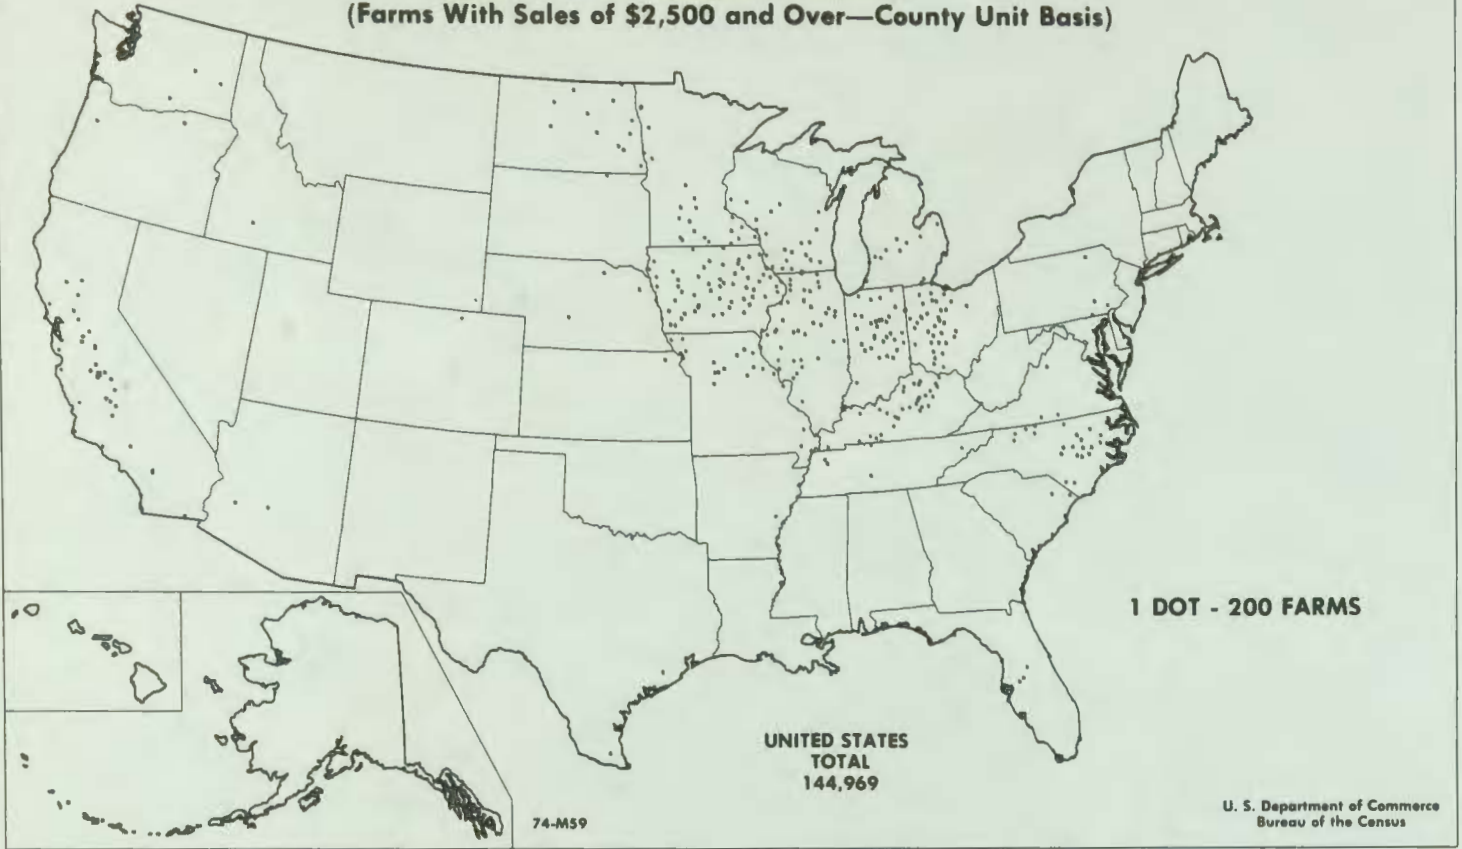 (Farms With Sales of $2,500 and Over—County Unit Basis)
1 DOT - 200 FARMS
UNITED STATES
TOTAL
144,969
74-M59
U. S. Department of Commerce
Bureau of the Census